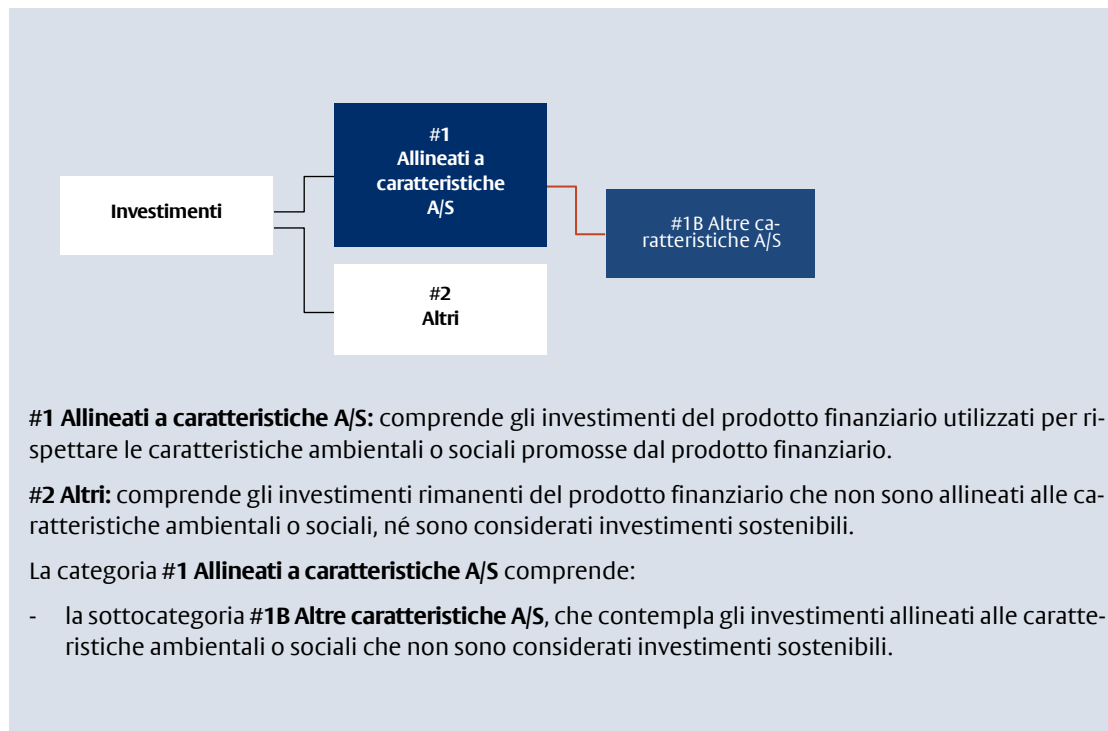 #1
Allineati a
caratteristiche
A/S
Investimenti
#1B Altre ca-
ratteristiche A/S
#2
Altri
#1 Allineati a caratteristiche A/S: comprende gli investimenti del prodotto finanziario utilizzati per ri-
spettare le caratteristiche ambientali o sociali promosse dal prodotto finanziario.
#2 Altri: comprende gli investimenti rimanenti del prodotto finanziario che non sono allineati alle ca-
ratteristiche ambientali o sociali, né sono considerati investimenti sostenibili.
La categoria #1 Allineati a caratteristiche A/S comprende:
- la sottocategoria #1B Altre caratteristiche A/S, che contempla gli investimenti allineati alle caratte-
ristiche ambientali o sociali che non sono considerati investimenti sostenibili.